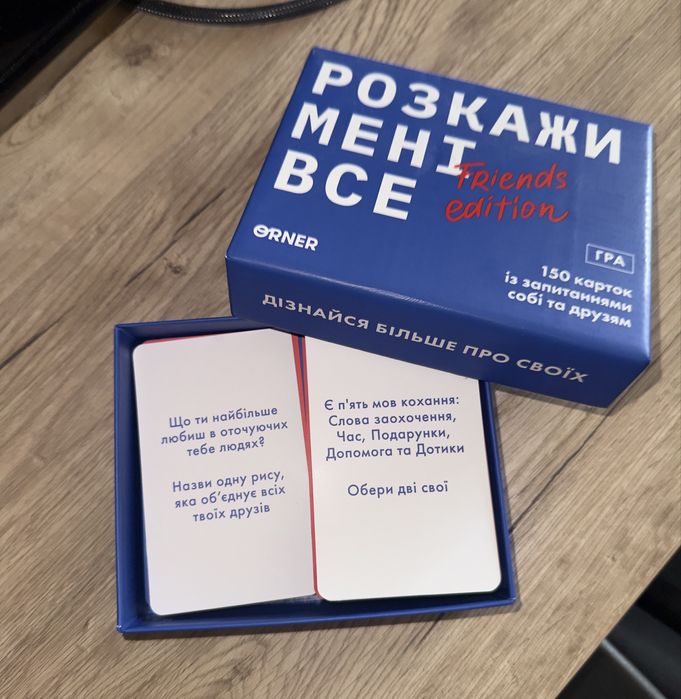 РОЗКАЖИ
МЕНІ
ВСЕ
Friends
edition
ORNER
ГРА
150 карток
із запитаннями
собі та друзям
ДІЗНАЙСЯ БІЛЬШЕ ПРО СВОЇХ
Що ти найбільше
любиш в оточуючих
тебе людях?
Назви одну рису,
яка об’єднує всіх
твоїх друзів
Є п'ять мов кохання:
Слова заохочення,
Час, Подарунки,
Допомога та Дотики
Обери дві свої